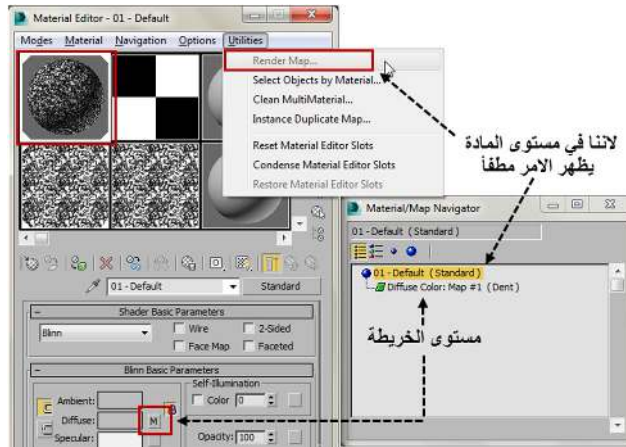 Material Editor - 01 - Default
Modes Material Navigation Options Utilities
Render Map...
Select Objects by Material...
Clean MultiMaterial...
Instance Duplicate Map...
Reset Material Editor Slots
Condense Material Editor Slots
Restore Material Editor Slots
لاننا في مستوى المادة
يظهر الامر مطفأ
Material/Map Navigator
01 - Default ( Standard )
01 - Default ( Standard )
Diffuse Color: Map #1 ( Dent )
مستوى الخريطة
01 - Default Standard
Shader Basic Parameters
Blinn Wire 2-Sided
Face Map Faceted
Blinn Basic Parameters
Self-Illumination
Ambient: Color 0
Diffuse: M
Specular: Opacity: 100